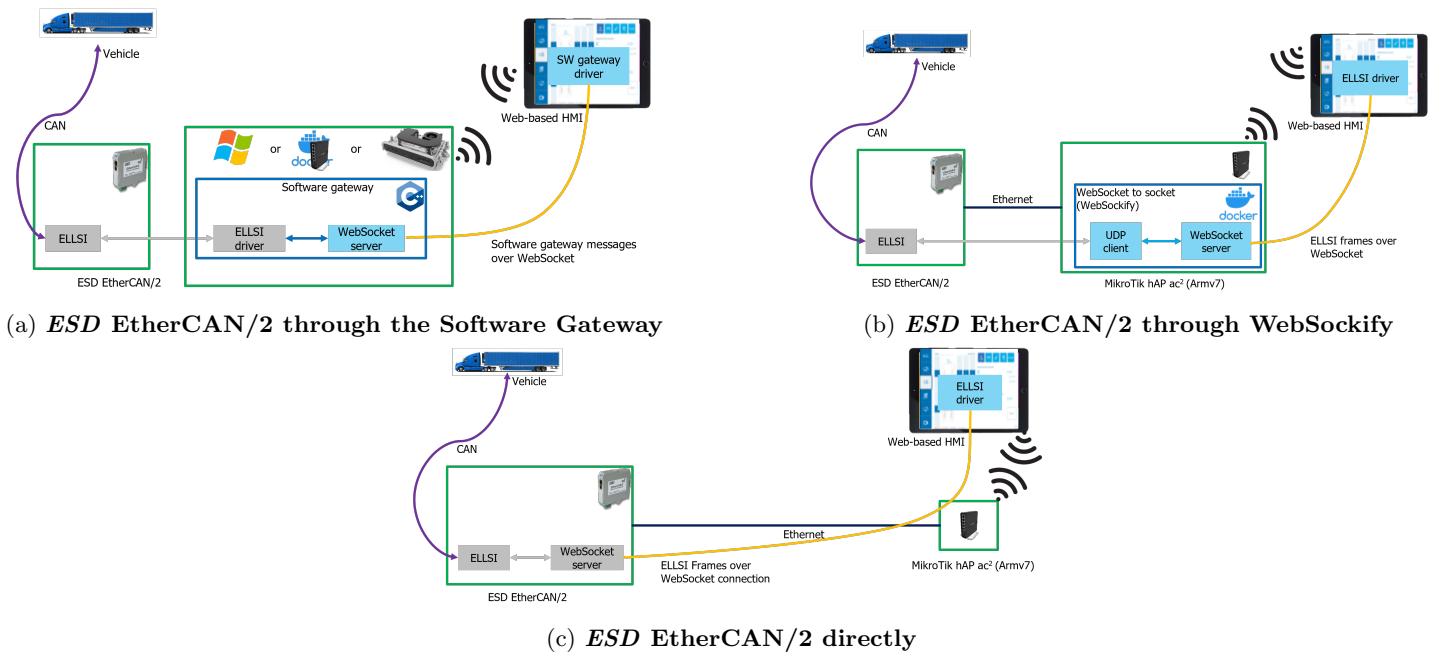 Vehicle
CAN
SW gateway
driver
Web-based HMI
or
docker
or
Software gateway
ELLSI
ELLSI
driver
WebSocket
server
Software gateway messages
over WebSocket
ESD EtherCAN/2
(a) ESD EtherCAN/2 through the Software Gateway
Vehicle
CAN
ELLSI driver
Web-based HMI
Ethernet
WebSocket to socket
(WebSockify)
docker
ELLSI
UDP
client
WebSocket
server
ELLSI frames over
WebSocket
ESD EtherCAN/2
MikroTik hAP ac² (Armv7)
(b) ESD EtherCAN/2 through WebSockify
Vehicle
CAN
ELLSI
driver
Web-based HMI
Ethernet
ELLSI
WebSocket
server
ELLSI Frames over
WebSocket connection
MikroTik hAP ac² (Armv7)
ESD EtherCAN/2
(c) ESD EtherCAN/2 directly